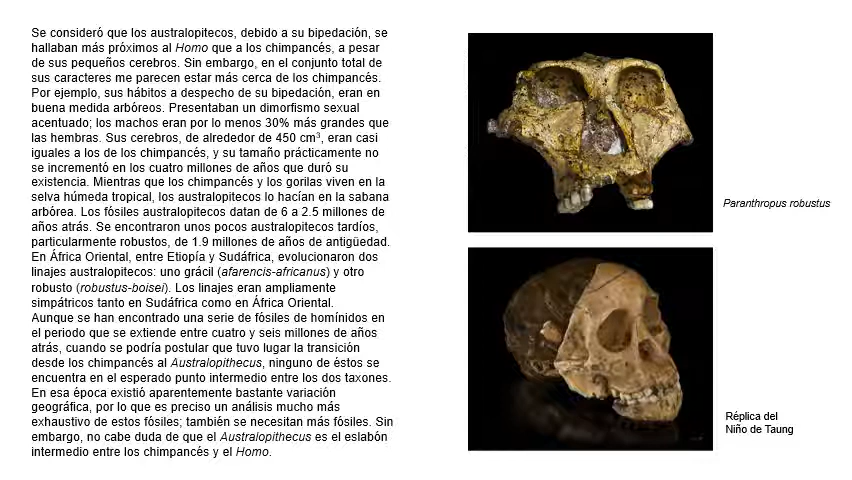 Se consideró que los australopitecos, debido a su bipedación, se
hallaban más próximos al Homo que a los chimpancés, a pesar
de sus pequeños cerebros. Sin embargo, en el conjunto total de
sus caracteres me parecen estar más cerca de los chimpancés.
Por ejemplo, sus hábitos a despecho de su bipedación, eran en
buena medida arbóreos. Presentaban un dimorfismo sexual
acentuado; los machos eran por lo menos 30% más grandes que
las hembras. Sus cerebros, de alrededor de 450 cm³, eran casi
iguales a los de los chimpancés, y su tamaño prácticamente no
se incrementó en los cuatro millones de años que duró su
existencia. Mientras que los chimpancés y los gorilas viven en la
selva húmeda tropical, los australopitecos lo hacían en la sabana
arbórea. Los fósiles australopitecos datan de 6 a 2.5 millones de
años atrás. Se encontraron unos pocos australopitecos tardíos,
particularmente robustos, de 1.9 millones de años de antigüedad.
En África Oriental, entre Etiopía y Sudáfrica, evolucionaron dos
linajes australopitecos: uno grácil (afarencis-africanus) y otro
robusto (robustus-boisei). Los linajes eran ampliamente
simpátricos tanto en Sudáfrica como en África Oriental.
Aunque se han encontrado una serie de fósiles de homínidos en
el periodo que se extiende entre cuatro y seis millones de años
atrás, cuando se podría postular que tuvo lugar la transición
desde los chimpancés al Australopithecus, ninguno de éstos se
encuentra en el esperado punto intermedio entre los dos taxones.
En esa época existió aparentemente bastante variación
geográfica, por lo que es preciso un análisis mucho más
exhaustivo de estos fósiles; también se necesitan más fósiles. Sin
embargo, no cabe duda de que el Australopithecus es el eslabón
intermedio entre los chimpancés y el Homo.
Paranthropus robustus
Réplica del
Niño de Taung